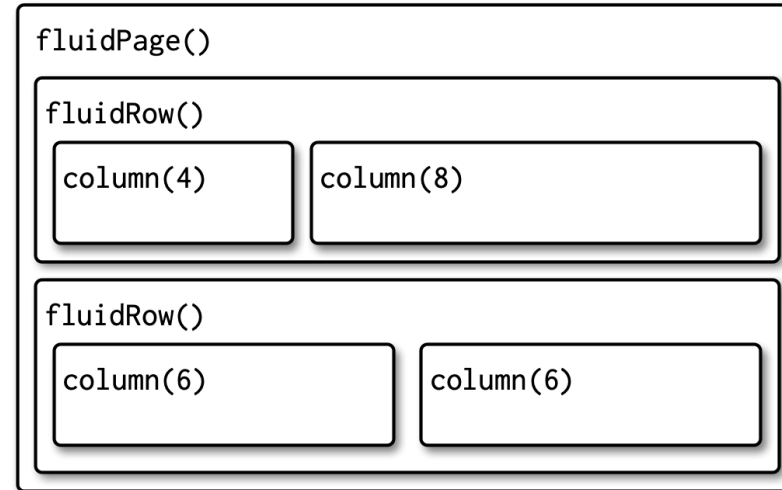 fluidPage()
fluidRow()
column(4) column(8)
fluidRow()
column(6) column(6)